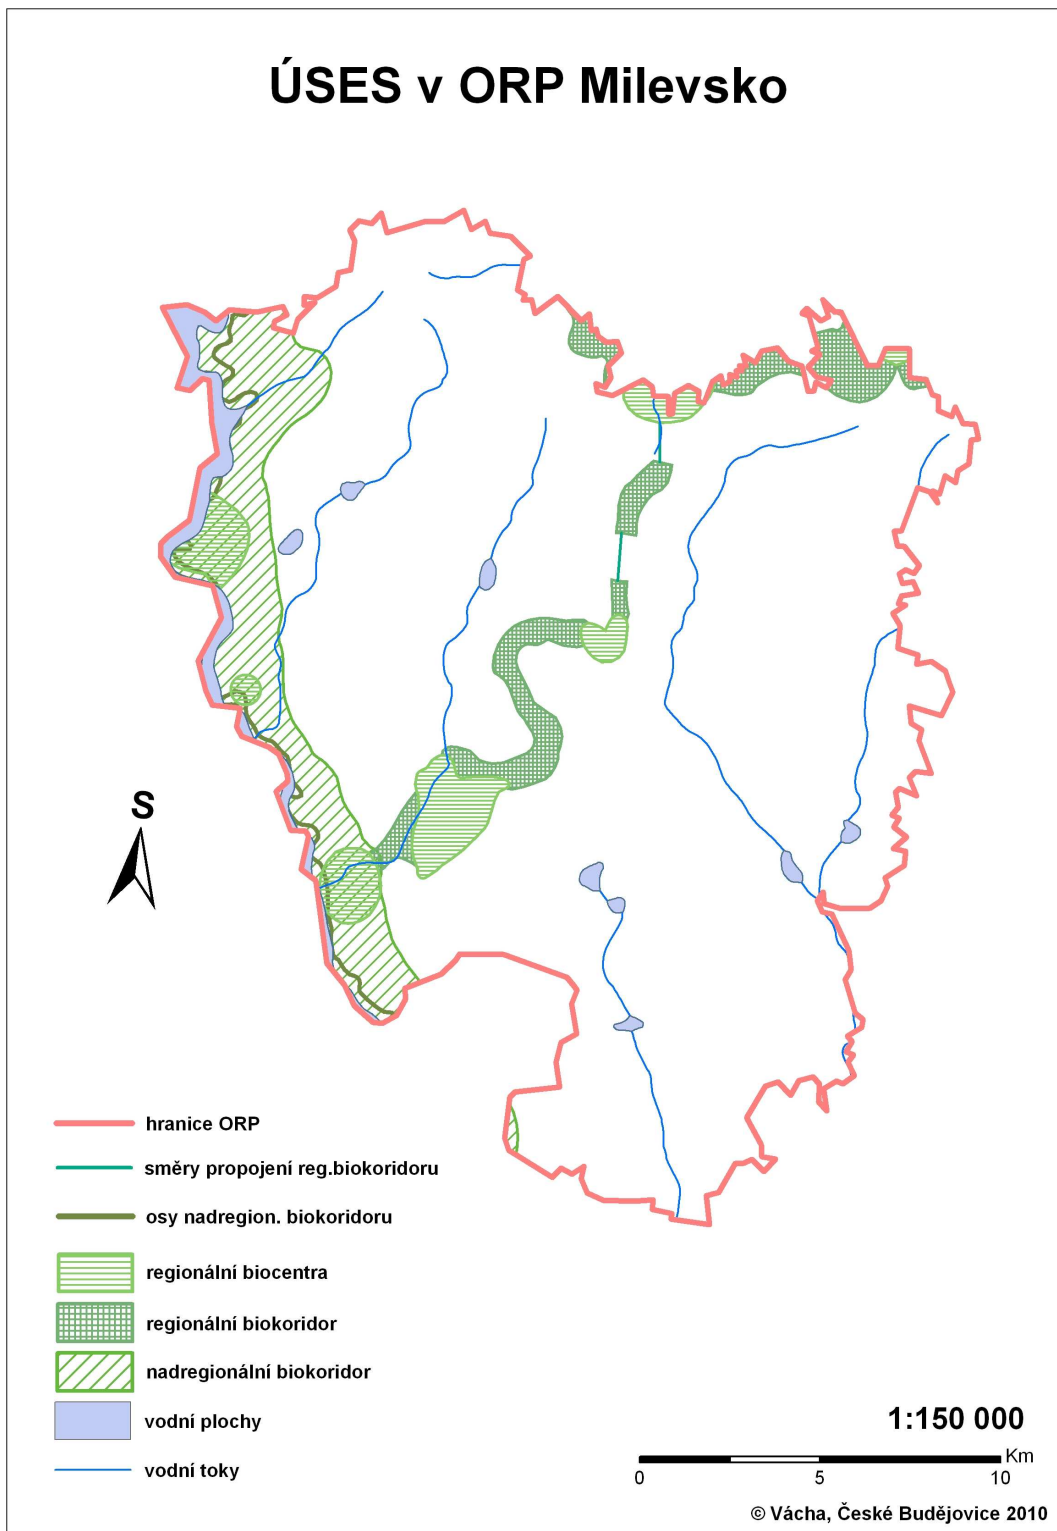 ÚSES v ORP Milevsko
S
hranice ORP
směry propojení reg.biokoridoru
osy nadregion. biokoridoru
regionální biocentra
regionální biokoridor
nadregionální biokoridor
vodní plochy
vodní toky
1:150 000
Km
0 5 10
© Vácha, České Budějovice 2010